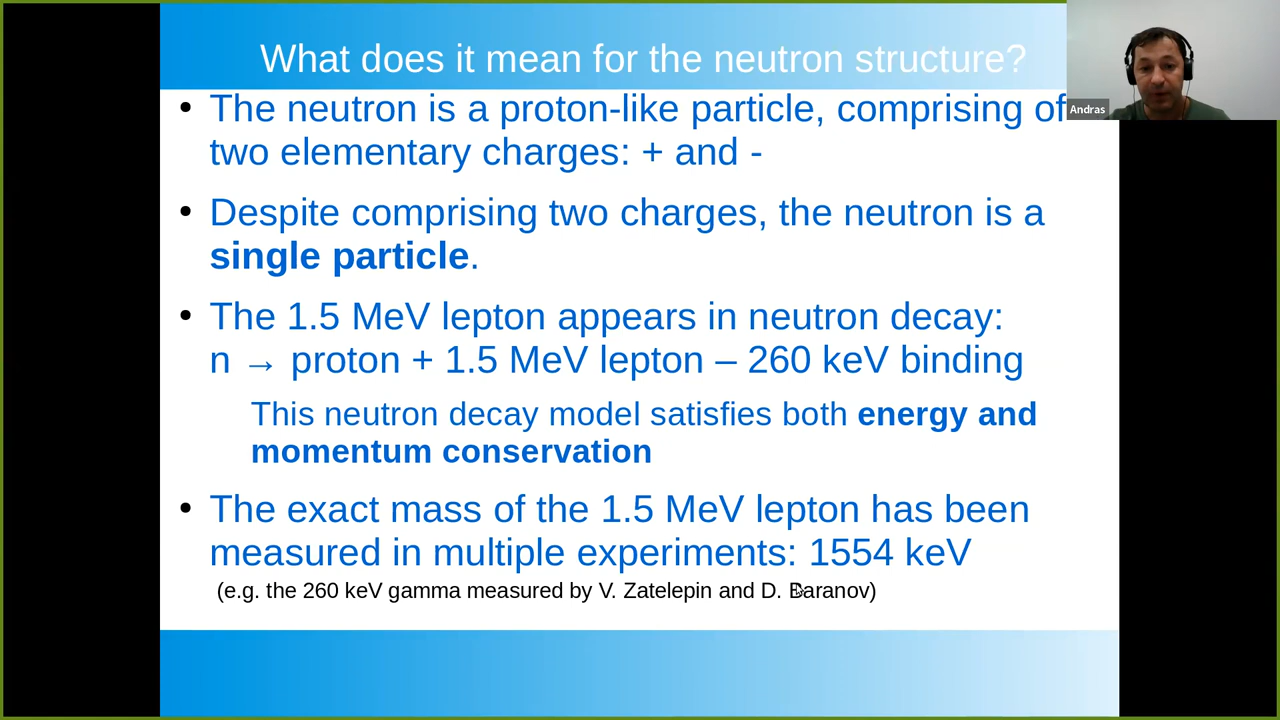 What does it mean for the neutron structure?
• The neutron is a proton-like particle, comprising of
two elementary charges: + and -
• Despite comprising two charges, the neutron is a
single particle.
• The 1.5 MeV lepton appears in neutron decay:
n → proton + 1.5 MeV lepton – 260 keV binding
This neutron decay model satisfies both energy and
momentum conservation
• The exact mass of the 1.5 MeV lepton has been
measured in multiple experiments: 1554 keV
(e.g. the 260 keV gamma measured by V. Zatelepin and D. Baranov)
Andras